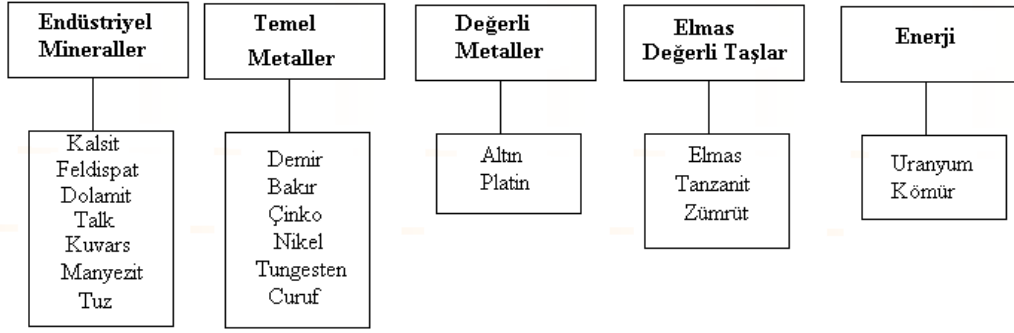 Endüstriyel
Mineraller
Kalsit
Feldispat
Dolamit
Talk
Kuvars
Manyezit
Tuz
Temel
Metaller
Demir
Bakır
Çinko
Nikel
Tungesten
Curuf
Değerli
Metaller
Altın
Platin
Elmas
Değerli Taşlar
Elmas
Tanzanit
Zümrüt
Enerji
Uranyum
Kömür